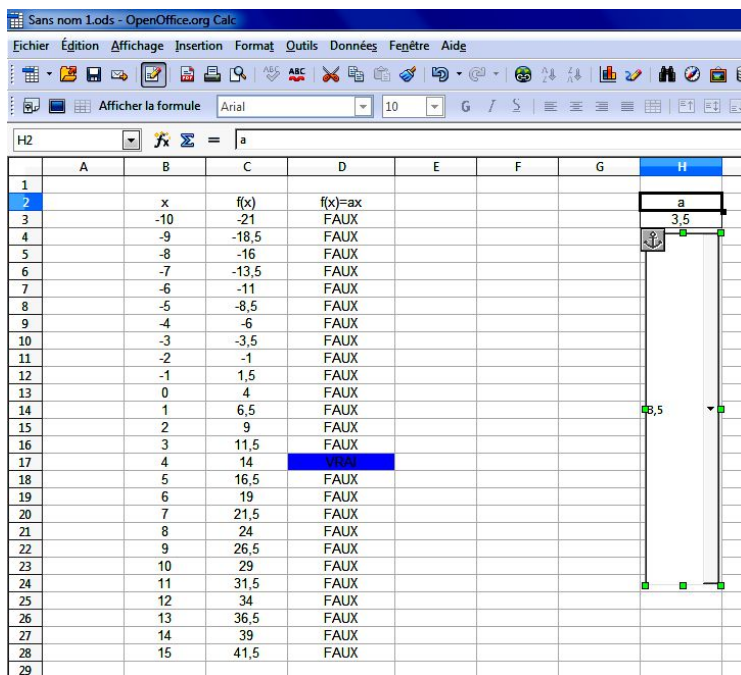 Sans nom 1.ods - OpenOffice.org Calc
Fichier Édition Affichage Insertion Format Outils Données Fenêtre Aide
ABC ABC
Afficher la formule Arial 10 G I S
H2 = a
A B C D E F G H
1
2 x f(x) f(x)=ax a
3 -10 -21 FAUX 3,5
4 -9 -18,5 FAUX
5 -8 -16 FAUX
6 -7 -13,5 FAUX
7 -6 -11 FAUX
8 -5 -8,5 FAUX
9 -4 -6 FAUX
10 -3 -3,5 FAUX
11 -2 -1 FAUX
12 -1 1,5 FAUX
13 0 4 FAUX
14 1 6,5 FAUX 3,5
15 2 9 FAUX
16 3 11,5 FAUX
17 4 14 VRAI
18 5 16,5 FAUX
19 6 19 FAUX
20 7 21,5 FAUX
21 8 24 FAUX
22 9 26,5 FAUX
23 10 29 FAUX
24 11 31,5 FAUX
25 12 34 FAUX
26 13 36,5 FAUX
27 14 39 FAUX
28 15 41,5 FAUX
29